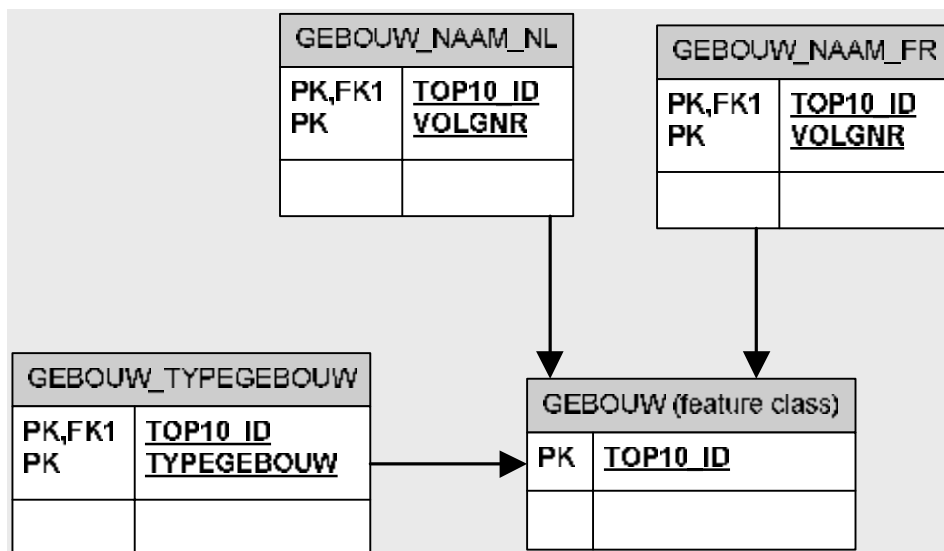 GEBOUW_NAAM_NL
PK,FK1 TOP10_ID
PK VOLGNR
GEBOUW_NAAM_FR
PK,FK1 TOP10_ID
PK VOLGNR
GEBOUW_TYPEGEBOUW
PK,FK1 TOP10_ID
PK TYPEGEBOUW
GEBOUW (feature class)
PK TOP10_ID